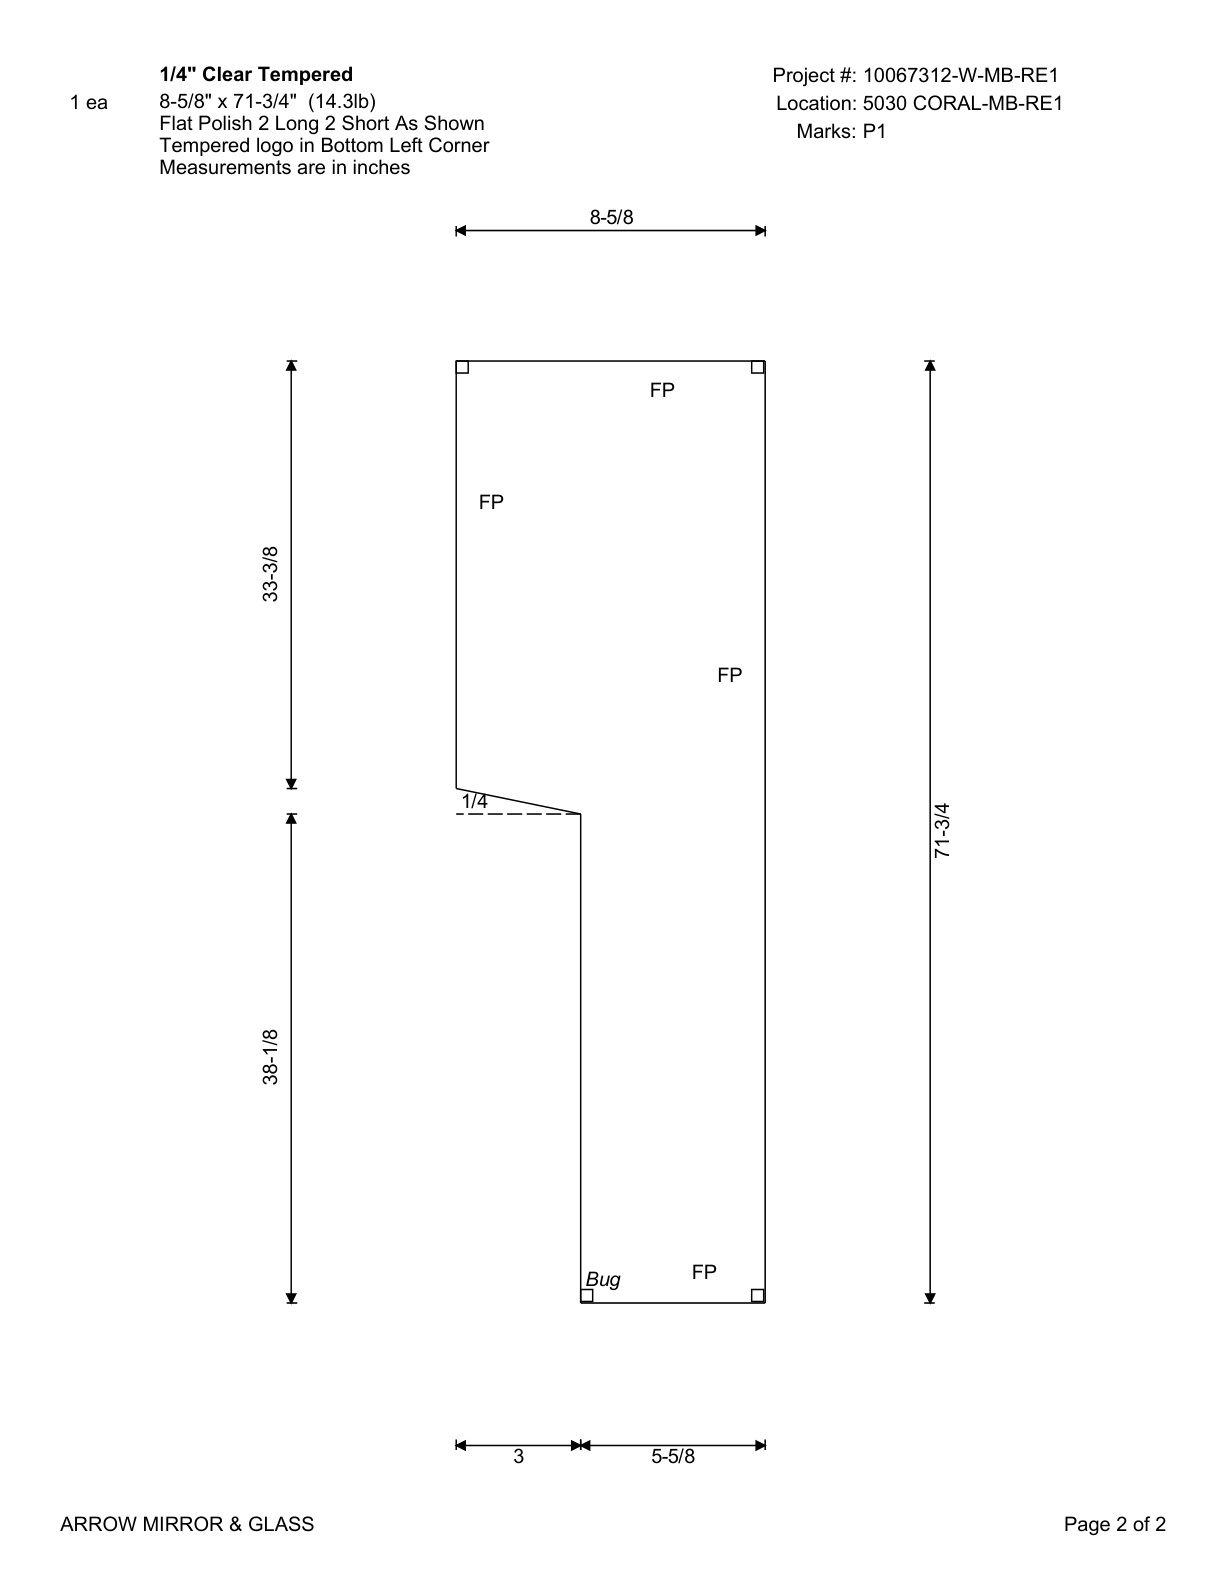 1/4" Clear Tempered
Project #: 10067312-W-MB-RE1
1 ea
8-5/8" x 71-3/4" (14.3lb)
Location: 5030 CORAL-MB-RE1
Flat Polish 2 Long 2 Short As Shown
Marks: P1
Tempered logo in Bottom Left Corner
Measurements are in inches
8-5/8
FP
FP
33-3/8
FP
1/4
71-3/4
38-1/8
FP
Bug
3
5-5/8
ARROW MIRROR & GLASS
Page 2 of 2